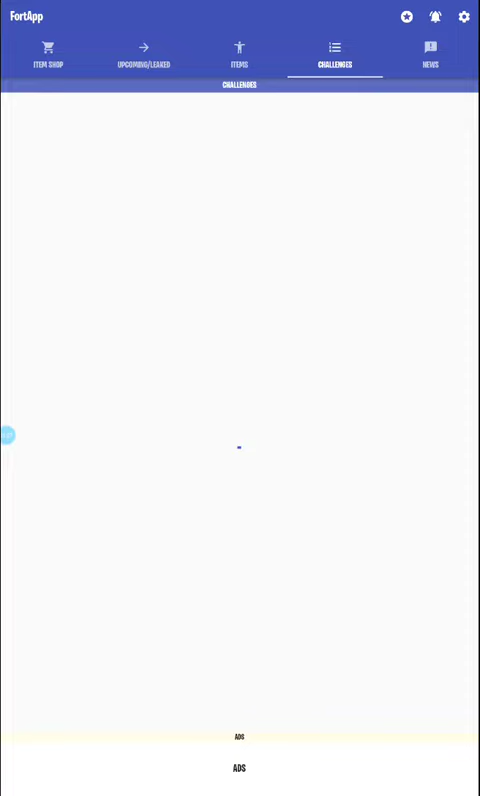 FortApp
ITEM SHOP
UPCOMING/LEAKED
ITEMS
CHALLENGES
NEWS
CHALLENGES
ADS
ADS